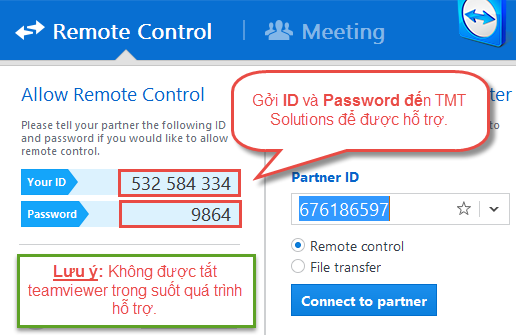 Remote Control
Meeting
Allow Remote Control
Please tell your partner the following ID
and password if you would like to allow
remote control.
Your ID
532 584 334
Password
9864
Lưu ý: Không được tắt
teamviewer trong suốt quá trình
hỗ trợ.
Gởi ID và Password đến TMT
Solutions để được hỗ trợ.
Partner ID
676186597
Remote control
File transfer
Connect to partner